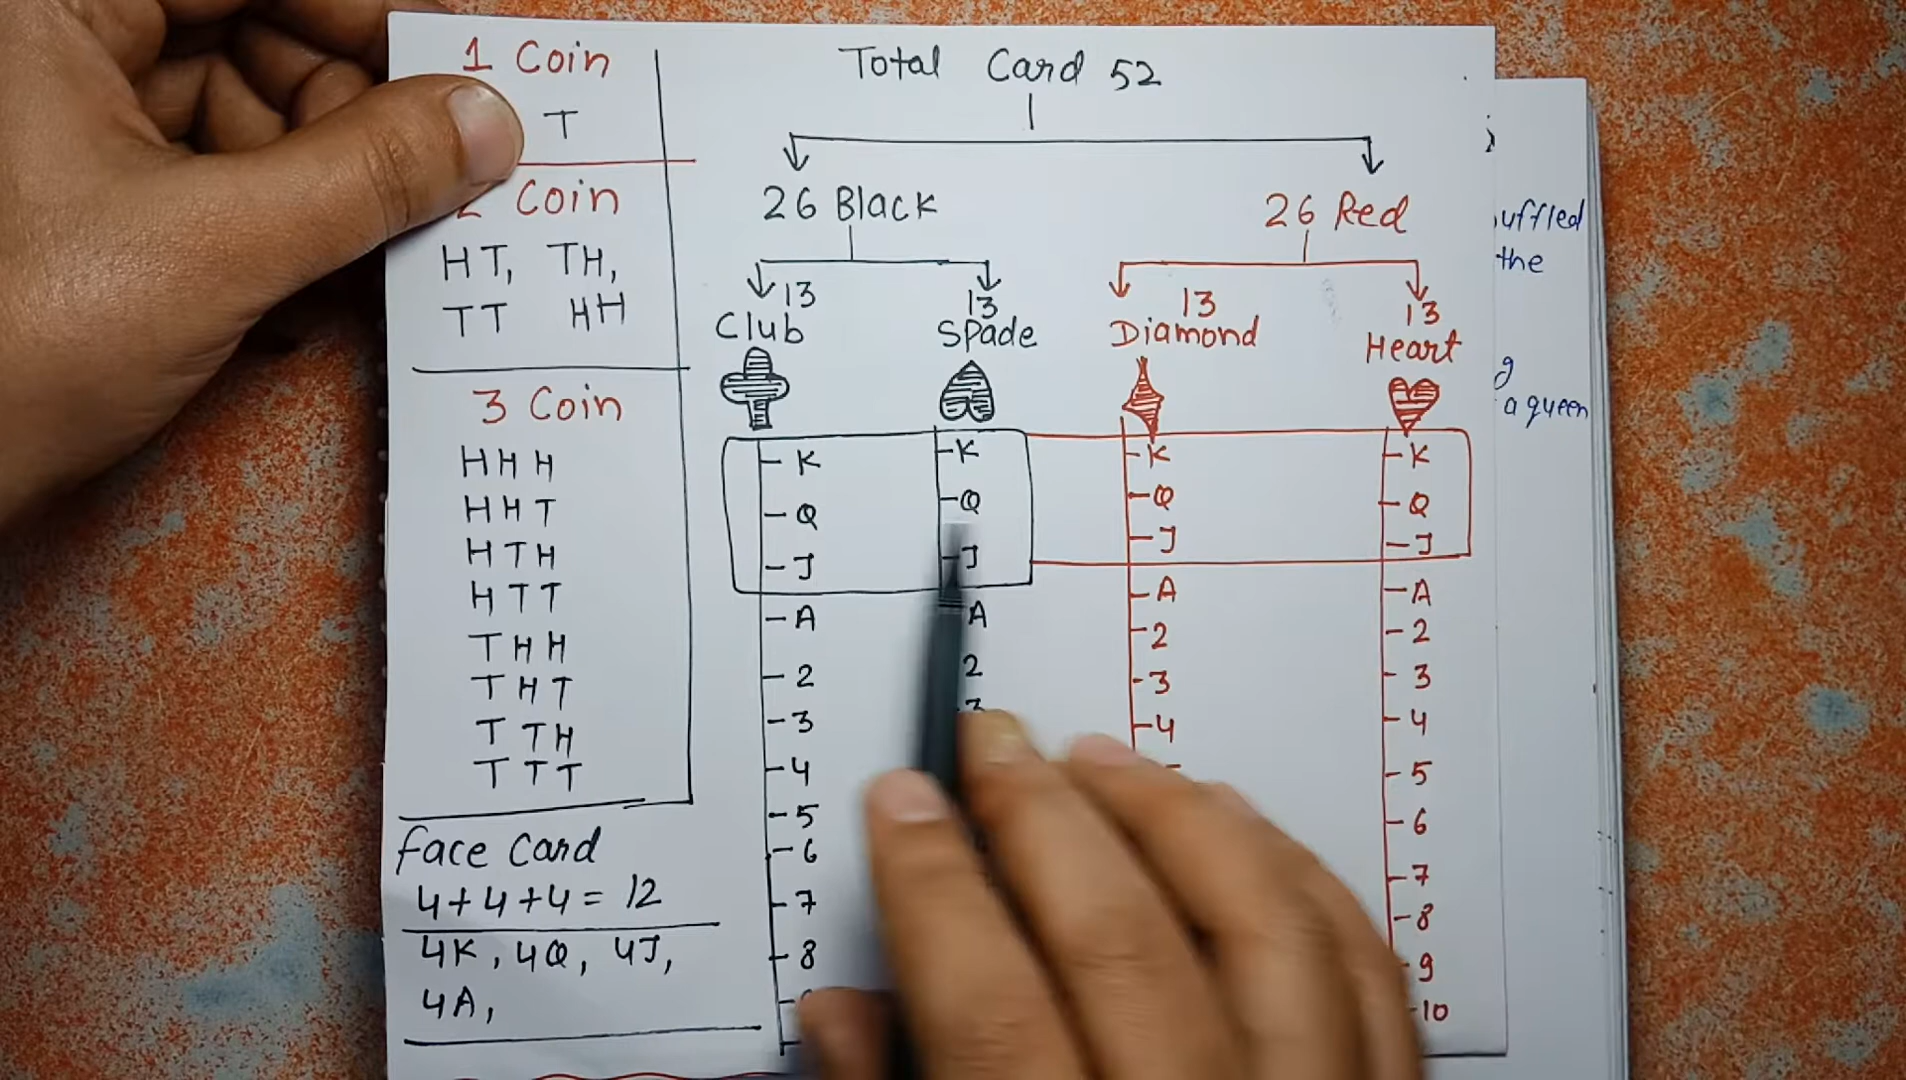 1 Coin
T
2 Coin
HT, TH,
TT HH
3 Coin
HHH
HHT
HTH
HTT
THH
THT
TTH
TTT
Face Card
4+4+4 = 12
4K, 4Q, 4J,
4A,
Total Card 52
26 Black
26 Red
13
Club
13
Spade
13
Diamond
13
Heart
K
Q
J
A
2
3
4
5
6
7
8
K
Q
J
A
2
3
K
Q
J
A
2
3
4
K
Q
J
A
2
3
4
5
6
7
8
9
10
uffled
the
g
a queen